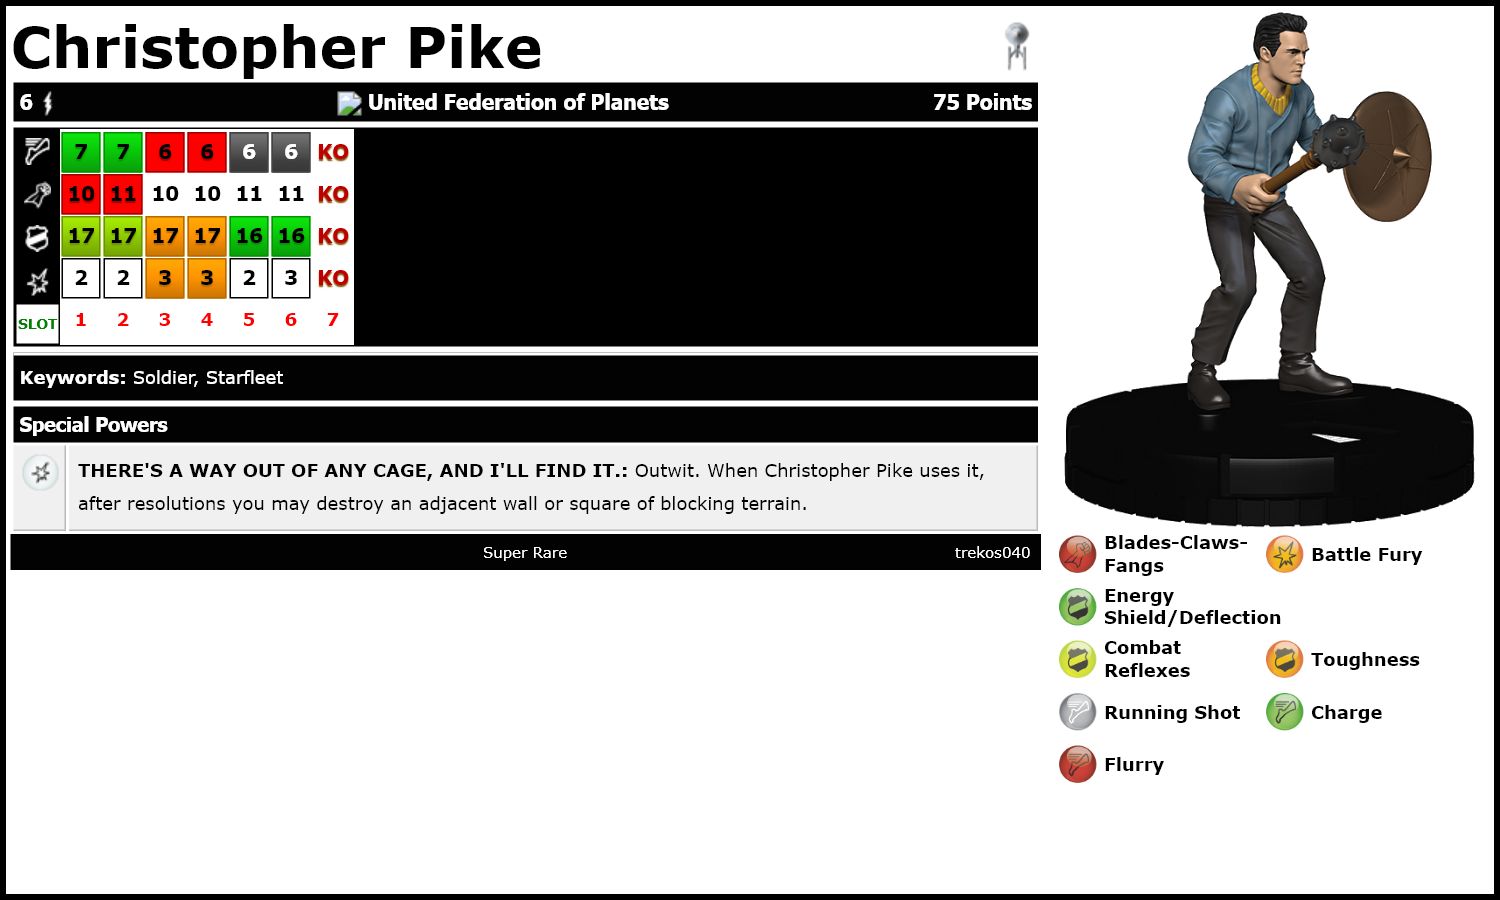 Christopher Pike
6 United Federation of Planets 75 Points
7 7 6 6 6 6 KO
10 11 10 10 11 11 KO
17 17 17 17 16 16 KO
2 2 3 3 2 3 KO
SLOT 1 2 3 4 5 6 7
Keywords: Soldier, Starfleet
Special Powers
THERE'S A WAY OUT OF ANY CAGE, AND I'LL FIND IT.: Outwit. When Christopher Pike uses it,
after resolutions you may destroy an adjacent wall or square of blocking terrain.
Super Rare trekos040
Blades-Claws-
Fangs
Battle Fury
Energy
Shield/Deflection
Combat
Reflexes
Toughness
Running Shot
Charge
Flurry